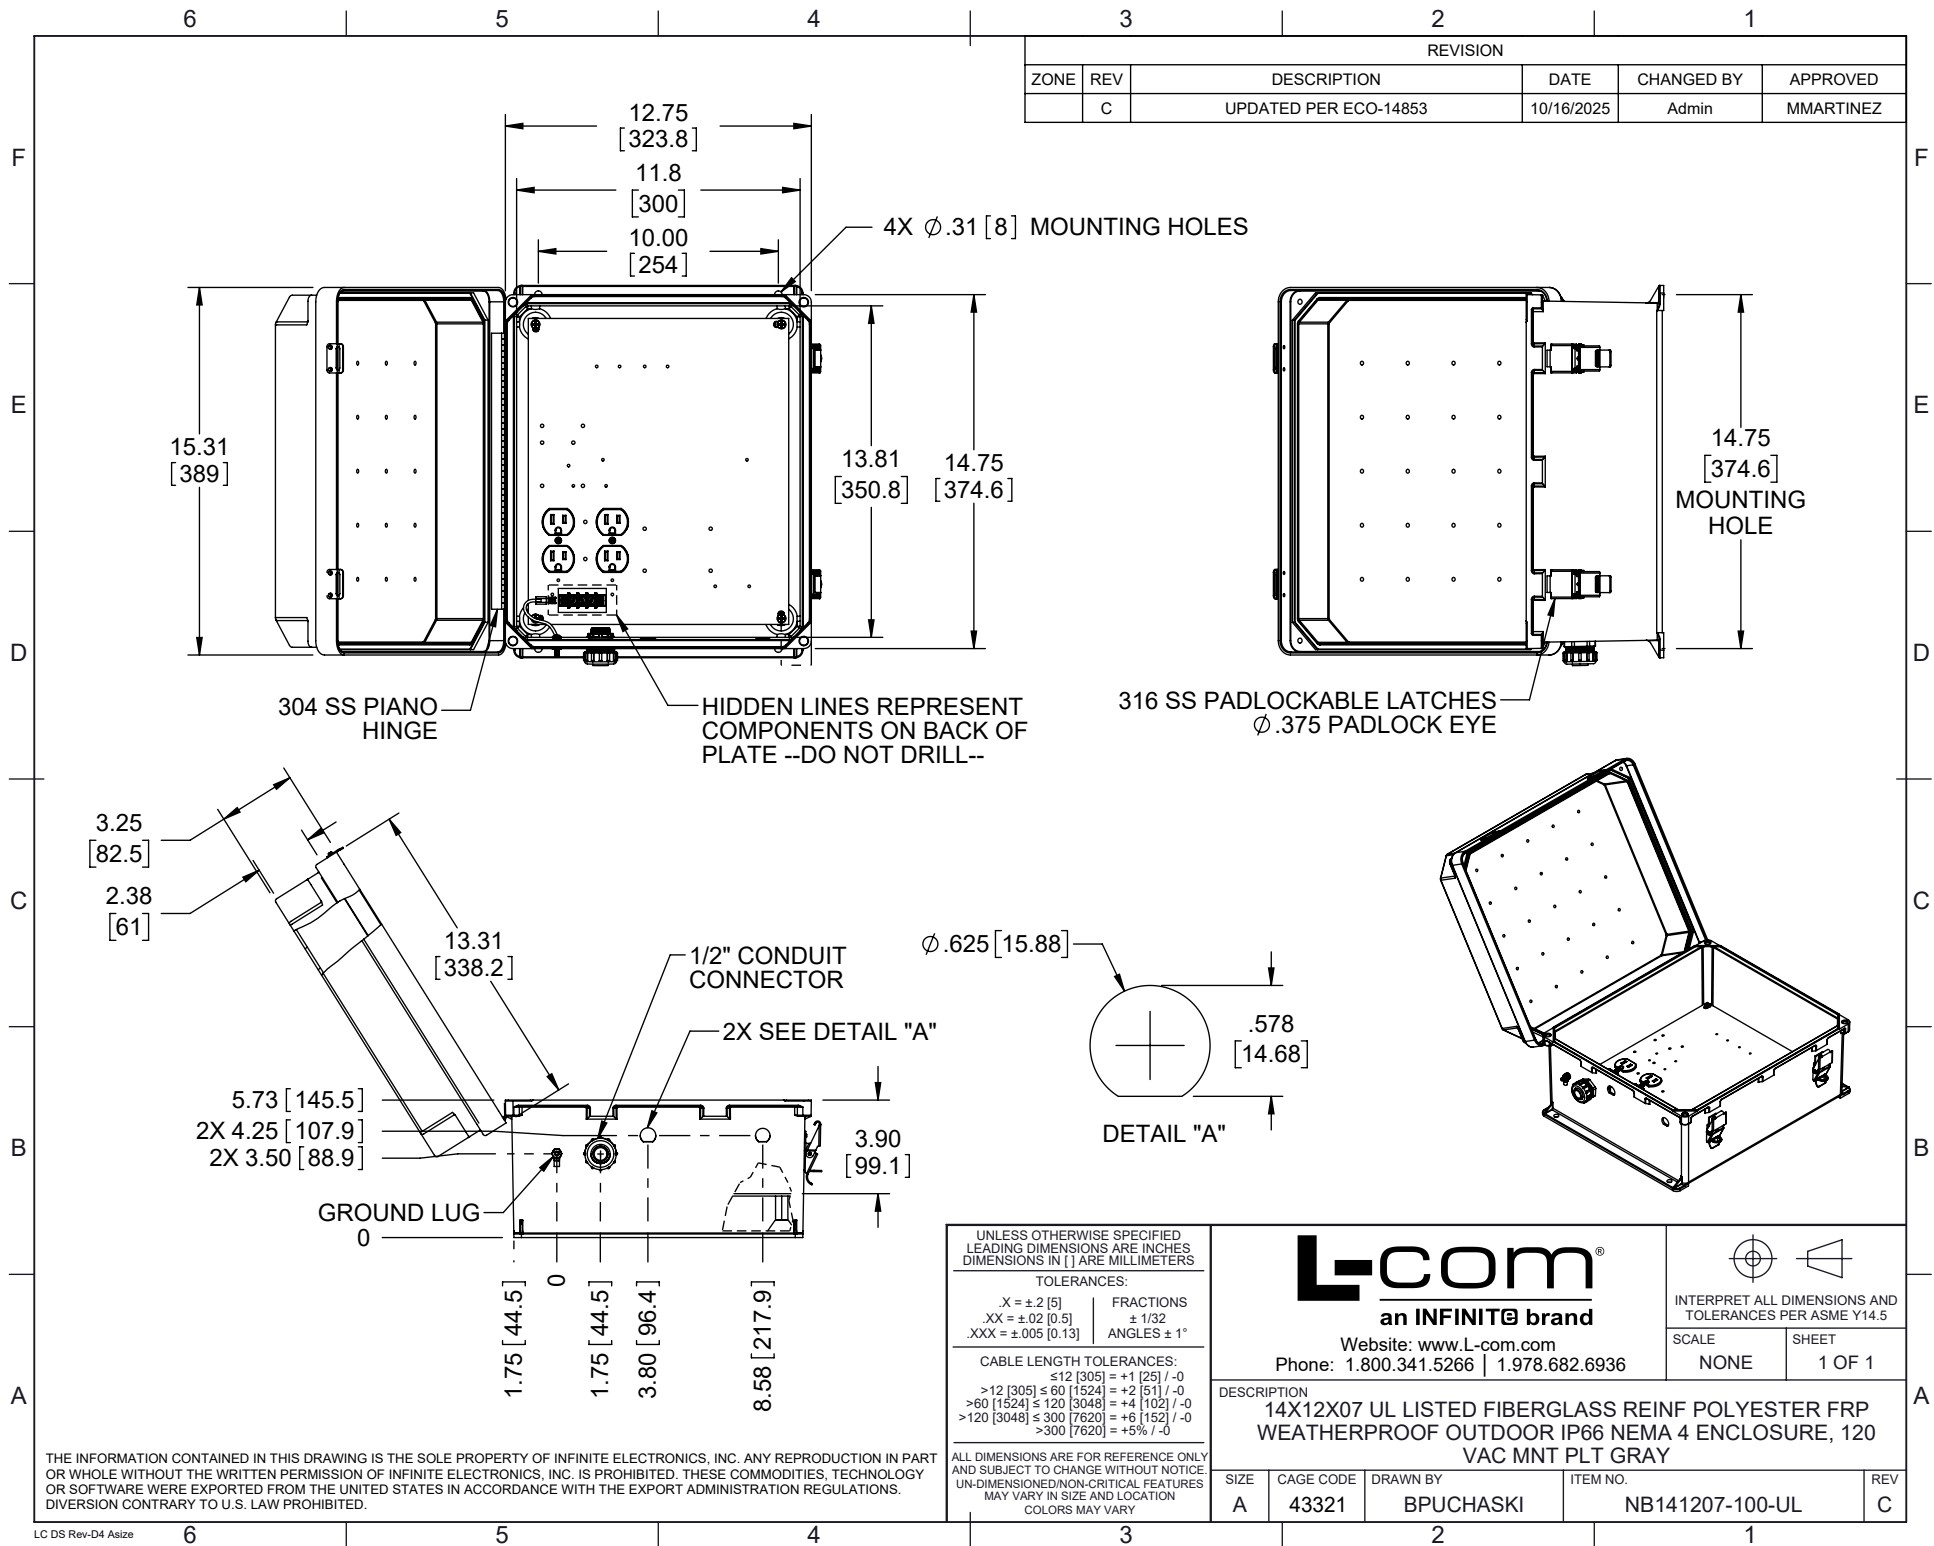 6 5 4 3 2 1
REVISION
ZONE REV DESCRIPTION DATE CHANGED BY APPROVED
C UPDATED PER ECO-14853 10/16/2025 Admin MMARTINEZ
F F
12.75
[323.8]
11.8
[300]
10.00
[254]
4X ⌀.31[8] MOUNTING HOLES
E E
15.31
[389]
13.81
[350.8]
14.75
[374.6]
14.75
[374.6]
MOUNTING
HOLE
D D
304 SS PIANO
HINGE
HIDDEN LINES REPRESENT
COMPONENTS ON BACK OF
PLATE --DO NOT DRILL--
316 SS PADLOCKABLE LATCHES
⌀.375 PADLOCK EYE
3.25
[82.5]
2.38
[61]
C C
13.31
[338.2]
1/2" CONDUIT
CONNECTOR
2X SEE DETAIL "A"
⌀.625[15.88]
.578
[14.68]
DETAIL "A"
5.73 [145.5]
2X 4.25 [107.9]
2X 3.50 [88.9]
3.90
[99.1]
B B
GROUND LUG
0
1.75 [44.5]
0
1.75 [44.5]
3.80 [96.4]
8.58 [217.9]
UNLESS OTHERWISE SPECIFIED
LEADING DIMENSIONS ARE INCHES
DIMENSIONS IN [ ] ARE MILLIMETERS
TOLERANCES:
.X = ±.2 [5]
.XX = ±.02 [0.5]
.XXX = ±.005 [0.13]
FRACTIONS
± 1/32
ANGLES ± 1°
CABLE LENGTH TOLERANCES:
≤12 [305] = +1 [25] / -0
>12 [305] ≤ 60 [1524] = +2 [51] / -0
>60 [1524] ≤ 120 [3048] = +4 [102] / -0
>120 [3048] ≤ 300 [7620] = +6 [152] / -0
>300 [7620] = +5% / -0
ALL DIMENSIONS ARE FOR REFERENCE ONLY
AND SUBJECT TO CHANGE WITHOUT NOTICE.
UN-DIMENSIONED/NON-CRITICAL FEATURES
MAY VARY IN SIZE AND LOCATION
COLORS MAY VARY
L-com®
an INFINITe brand
Website: www.L-com.com
Phone: 1.800.341.5266 | 1.978.682.6936
INTERPRET ALL DIMENSIONS AND
TOLERANCES PER ASME Y14.5
SCALE SHEET
NONE 1 OF 1
A A
DESCRIPTION
14X12X07 UL LISTED FIBERGLASS REINF POLYESTER FRP
WEATHERPROOF OUTDOOR IP66 NEMA 4 ENCLOSURE, 120
VAC MNT PLT GRAY
SIZE CAGE CODE DRAWN BY ITEM NO. REV
A 43321 BPUCHASKI NB141207-100-UL C
THE INFORMATION CONTAINED IN THIS DRAWING IS THE SOLE PROPERTY OF INFINITE ELECTRONICS, INC. ANY REPRODUCTION IN PART
OR WHOLE WITHOUT THE WRITTEN PERMISSION OF INFINITE ELECTRONICS, INC. IS PROHIBITED. THESE COMMODITIES, TECHNOLOGY
OR SOFTWARE WERE EXPORTED FROM THE UNITED STATES IN ACCORDANCE WITH THE EXPORT ADMINISTRATION REGULATIONS.
DIVERSION CONTRARY TO U.S. LAW PROHIBITED.
LC DS Rev-D4 Asize
6 5 4 3 2 1